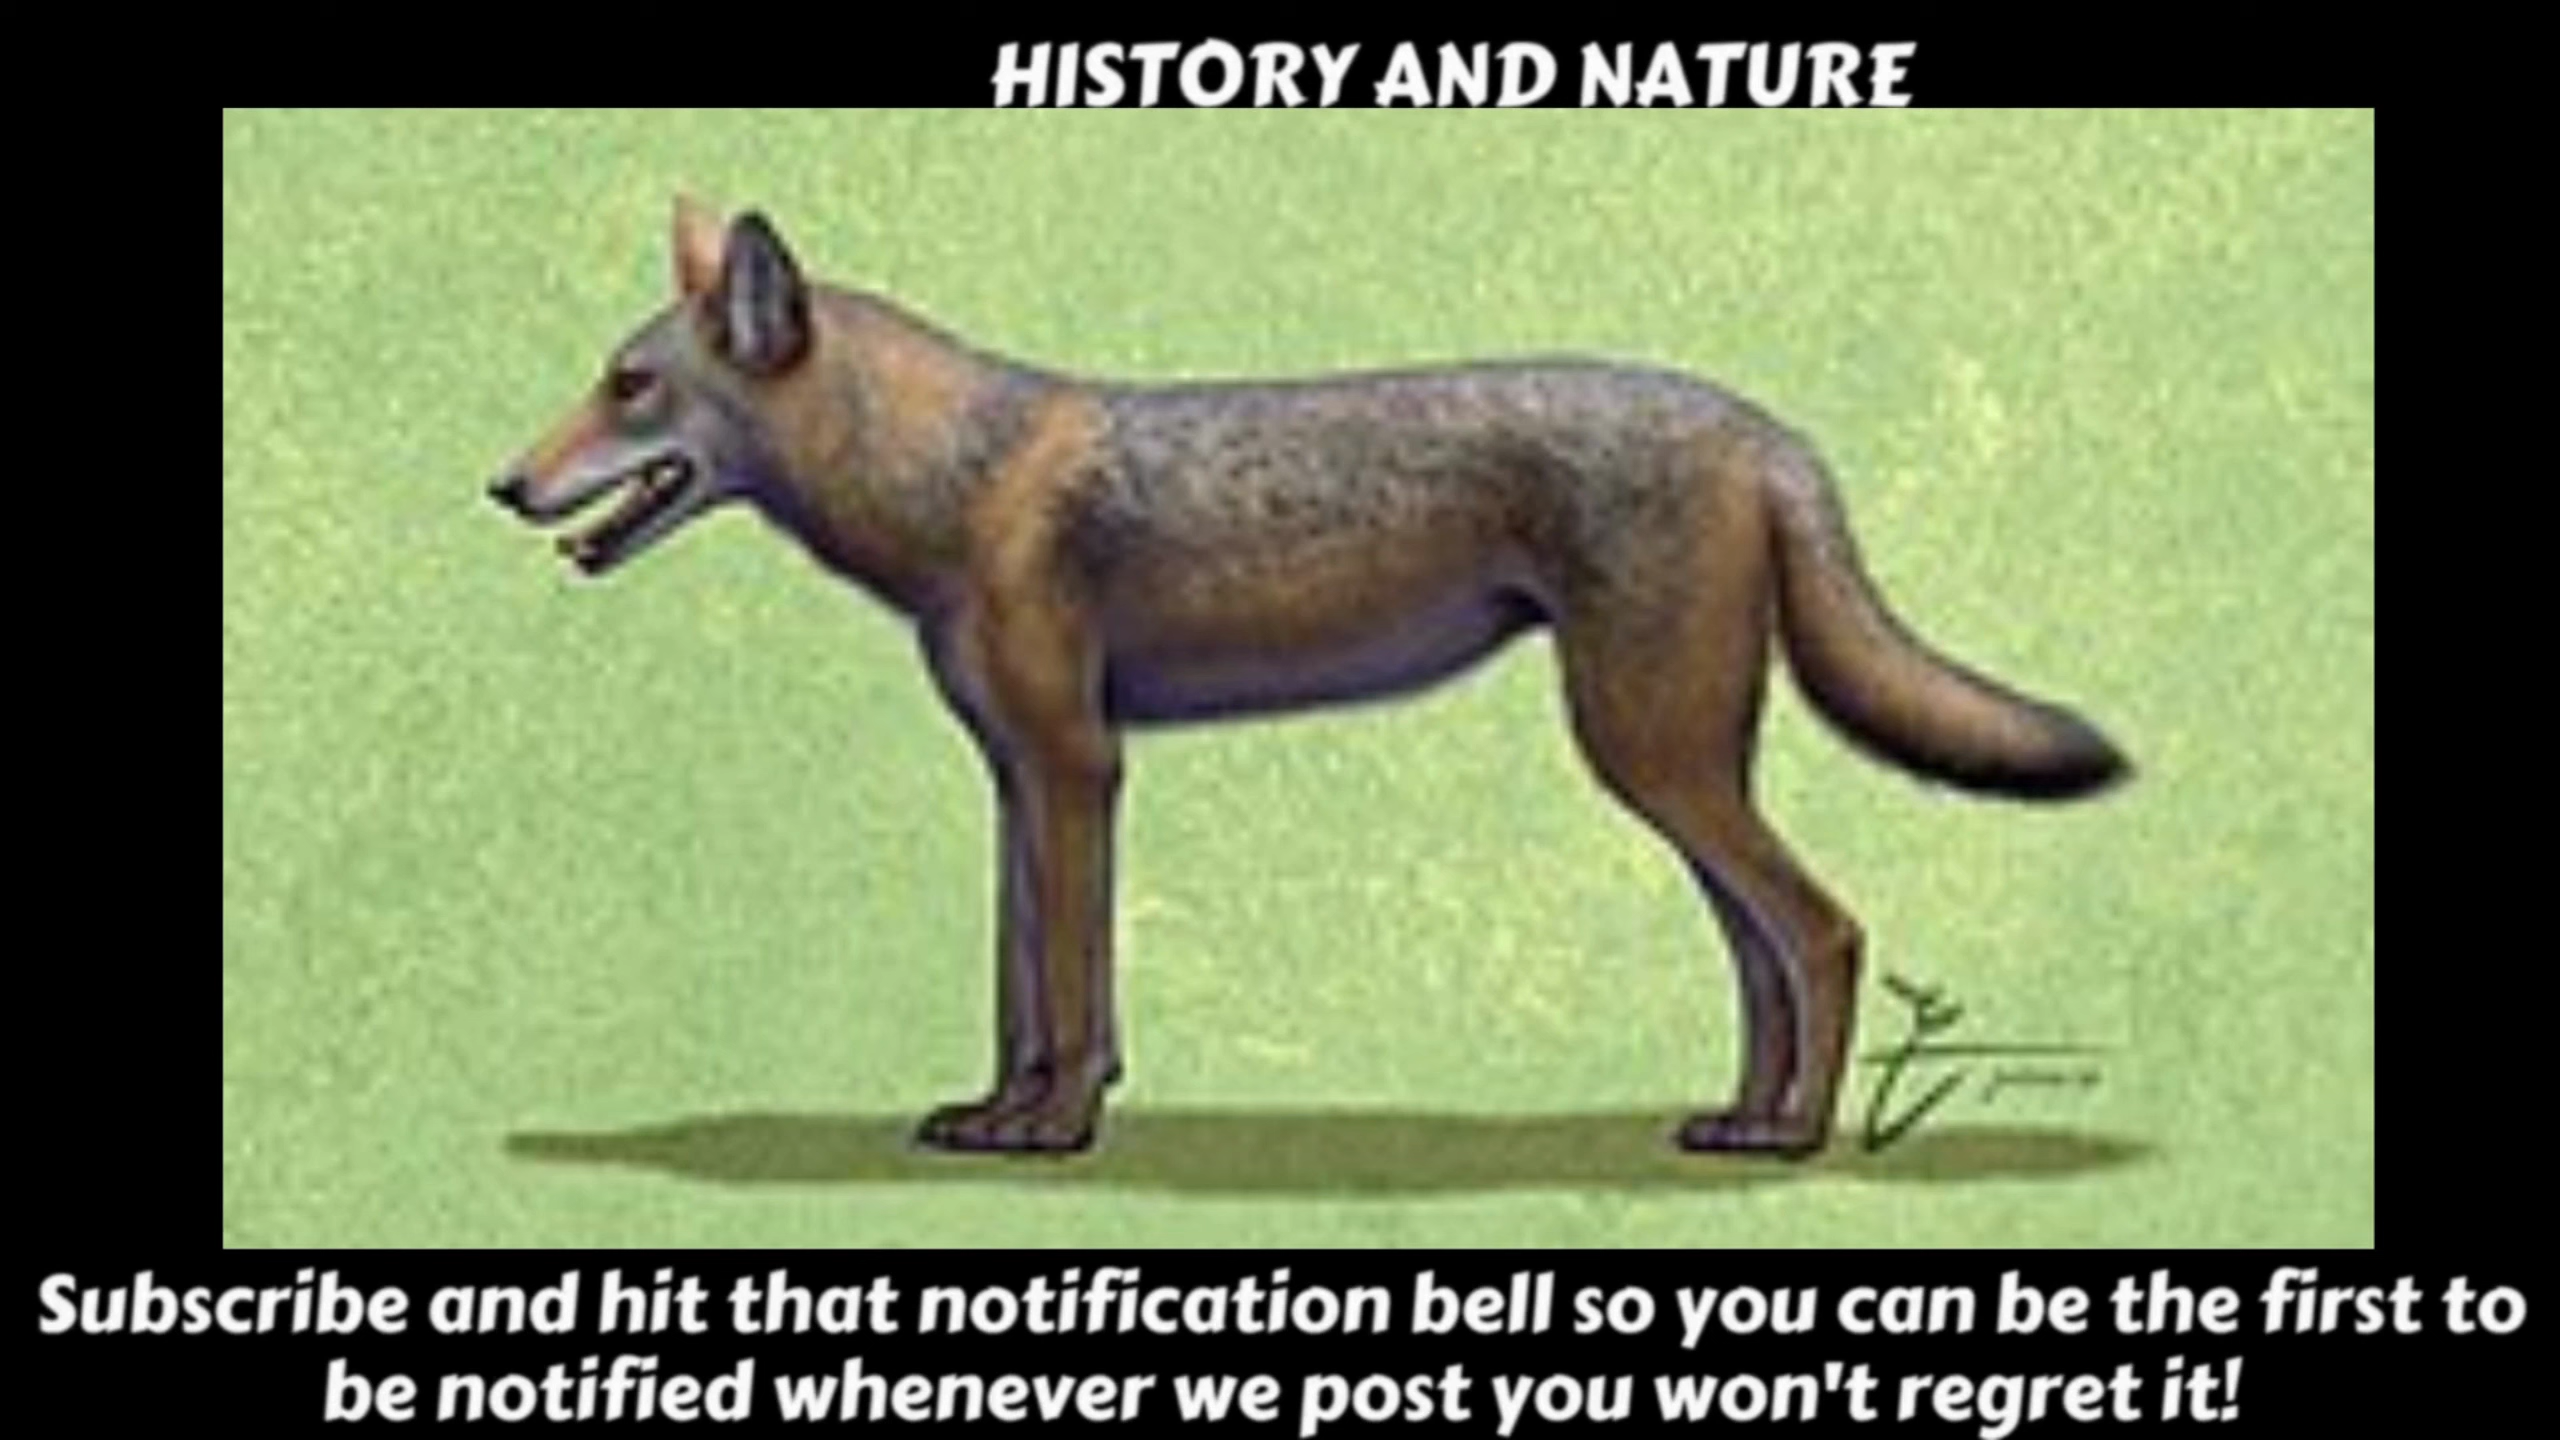 HISTORY AND NATURE
Subscribe and hit that notification bell so you can be the first to
be notified whenever we post you won't regret it!